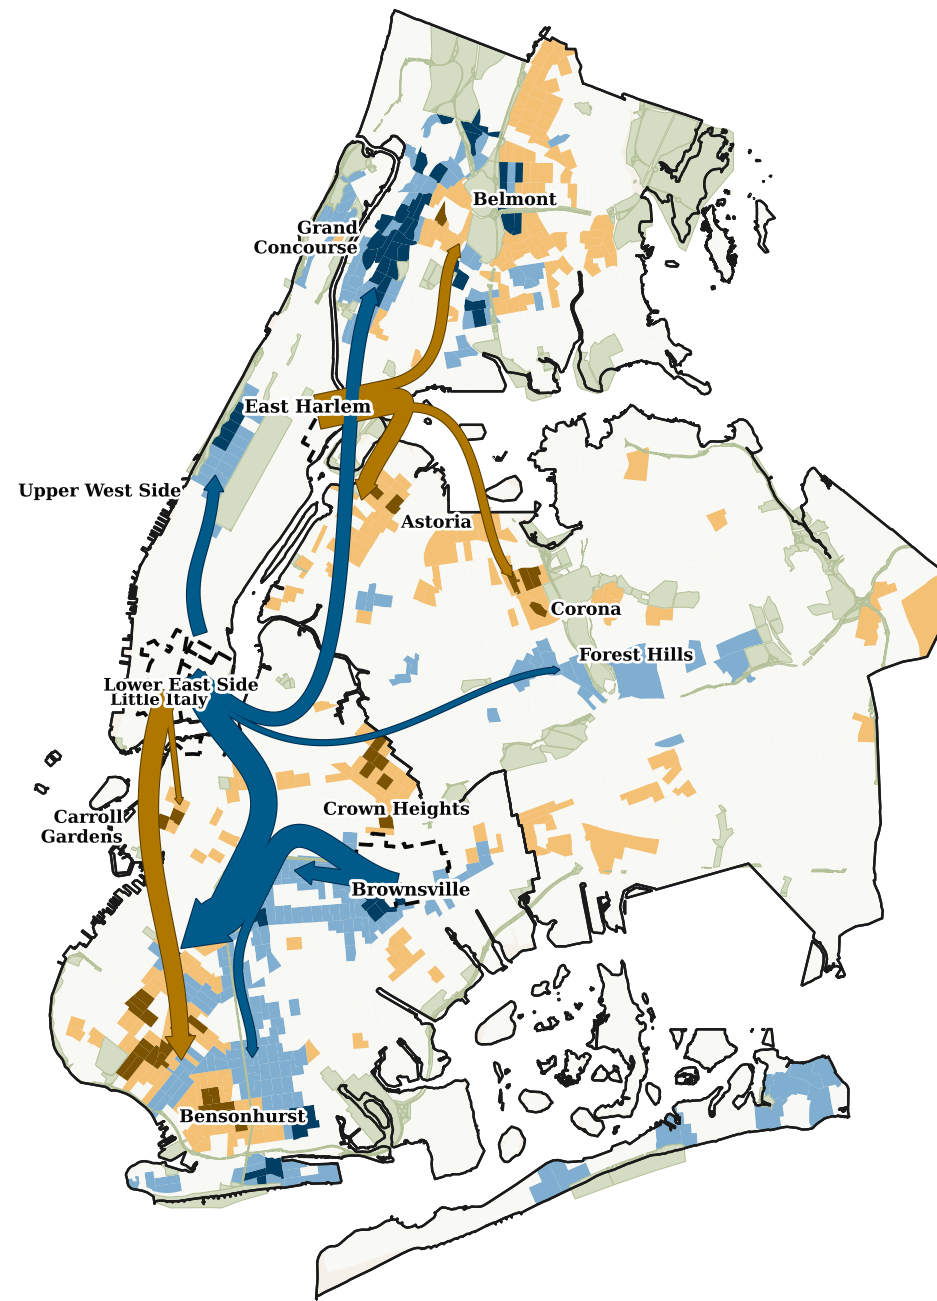 Belmont
Grand
Concourse
East Harlem
Upper West Side
Astoria
Corona
Forest Hills
Lower East Side
Little Italy
Crown Heights
Carroll
Gardens
Brownsville
Bensonhurst